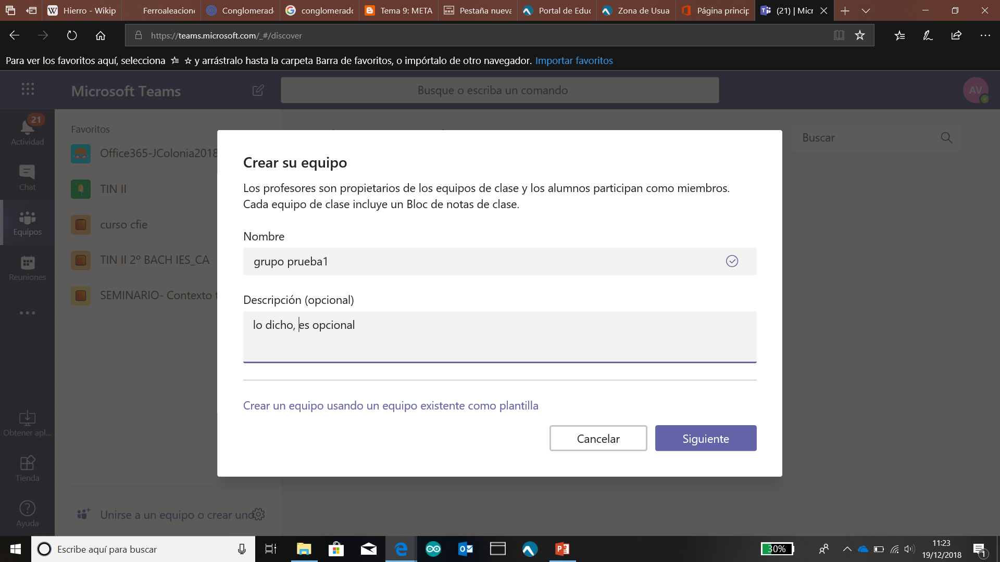 Hierro - Wikip
Ferroaleacione
Conglomerad
conglomerado
Tema 9: META
Pestaña nueva
Portal de Educ
Zona de Usua
Página princip
(21) | Micr
https://teams.microsoft.com/_#/discover
Para ver los favoritos aquí, selecciona y arrástralo hasta la carpeta Barra de favoritos, o impórtalo de otro navegador. Importar favoritos
Microsoft Teams
Busque o escriba un comando
AV
21
Actividad
Chat
Equipos
Reuniones
Obtener apl...
Tienda
Ayuda
Favoritos
Office365-JColonia2018
TIN II
curso cfie
TIN II 2º BACH IES_CA
SEMINARIO- Contexto
Unirse a un equipo o crear uno
Buscar
Crear su equipo
Los profesores son propietarios de los equipos de clase y los alumnos participan como miembros.
Cada equipo de clase incluye un Bloc de notas de clase.
Nombre
grupo prueba1
Descripción (opcional)
lo dicho, es opcional
Crear un equipo usando un equipo existente como plantilla
Cancelar
Siguiente
Escribe aquí para buscar
30%
11:23
19/12/2018
1